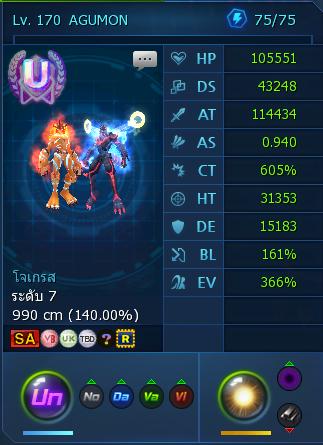 Lv. 170 AGUMON 75/75
U
HP 105551
DS 43248
AT 114434
AS 0.940
CT 605%
HT 31353
DE 15183
BL 161%
EV 366%
โจเกรส
ระดับ 7
990 cm (140.00%)
SA VB UK TBD ? R
Un No Da Va Vi